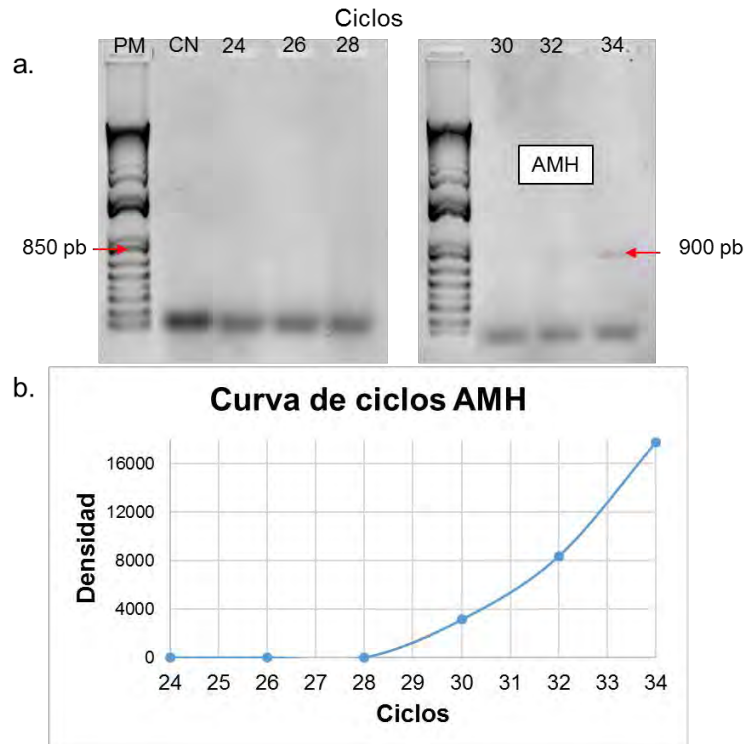 Ciclos
a.
PM CN 24 26 28 30 32 34
AMH
850 pb
900 pb
b.
Curva de ciclos AMH
Densidad
16000
12000
8000
4000
0
24 25 26 27 28 29 30 31 32 33 34
Ciclos